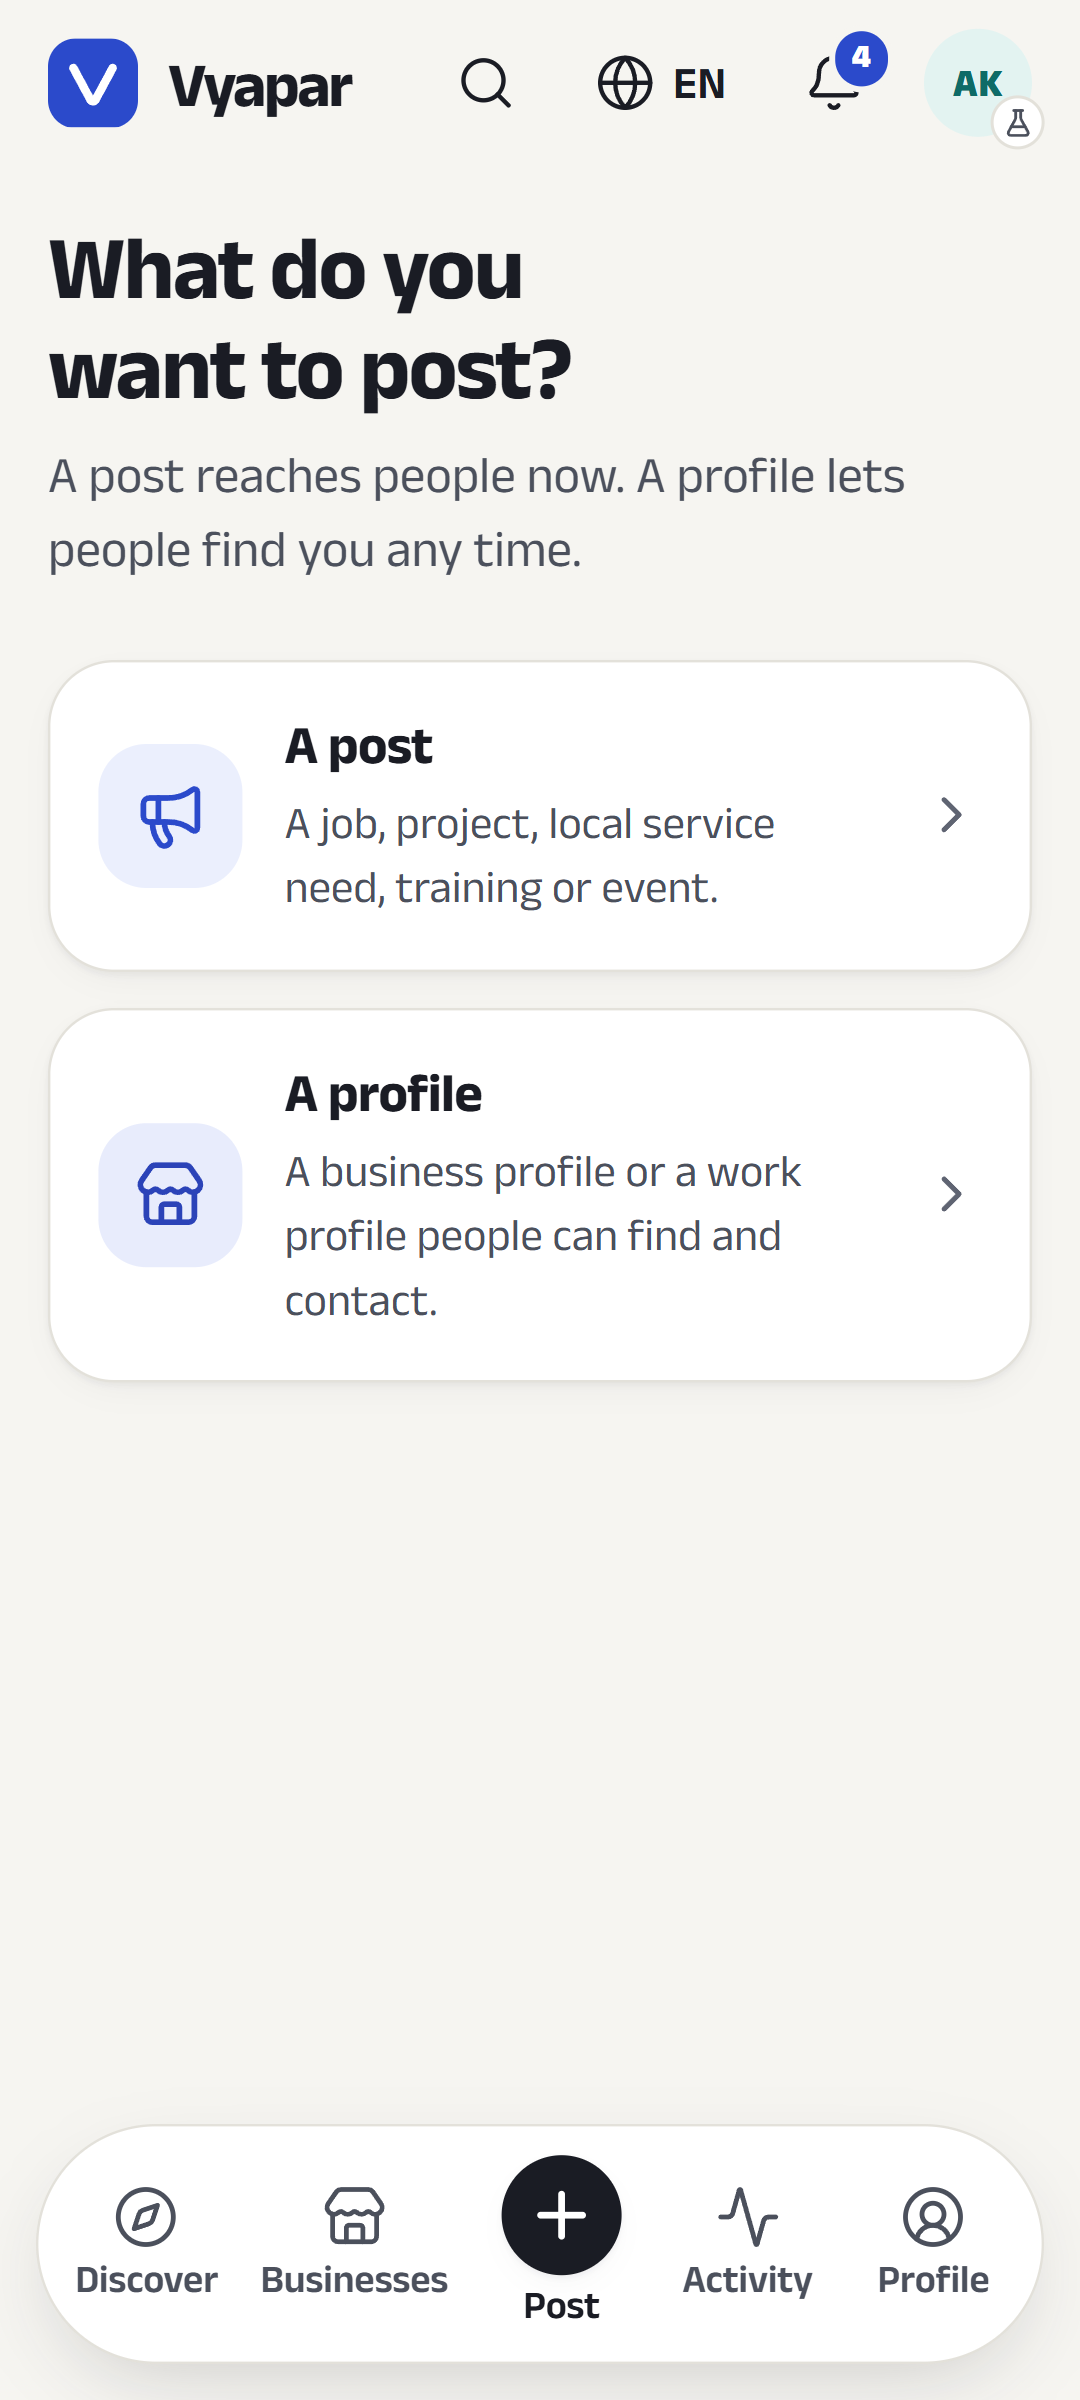 Vyapar
EN
4
AK
What do you
want to post?
A post reaches people now. A profile lets
people find you any time.
A post
A job, project, local service
need, training or event.
A profile
A business profile or a work
profile people can find and
contact.
Discover
Businesses
Post
Activity
Profile